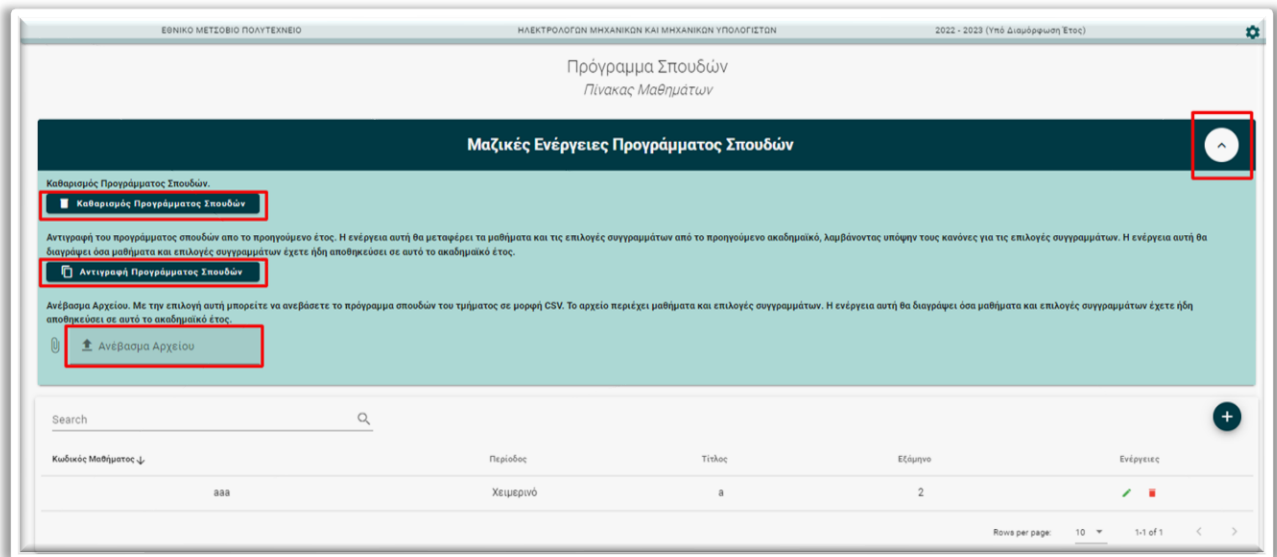 ΕΘΝΙΚΟ ΜΕΤΣΟΒΙΟ ΠΟΛΥΤΕΧΝΕΙΟ ΗΛΕΚΤΡΟΛΟΓΩΝ ΜΗΧΑΝΙΚΩΝ ΚΑΙ ΜΗΧΑΝΙΚΩΝ ΥΠΟΛΟΓΙΣΤΩΝ 2022 - 2023 (Υπό Διαμόρφωση Έτος)
Πρόγραμμα Σπουδών
Πίνακας Μαθημάτων
Μαζικές Ενέργειες Προγράμματος Σπουδών
Καθαρισμός Προγράμματος Σπουδών.
Καθαρισμός Προγράμματος Σπουδών
Αντιγραφή του προγράμματος σπουδών απο το προηγούμενο έτος. Η ενέργεια αυτή θα μεταφέρει τα μαθήματα και τις επιλογές συγγραμμάτων από το προηγούμενο ακαδημαϊκό, λαμβάνοντας υπόψην τους κανόνες για τις επιλογές συγγραμμάτων. Η ενέργεια αυτή θα
διαγράψει όσα μαθήματα και επιλογές συγγραμμάτων έχετε ήδη αποθηκεύσει σε αυτό το ακαδημαϊκό έτος.
Αντιγραφή Προγράμματος Σπουδών
Ανέβασμα Αρχείου. Με την επιλογή αυτή μπορείτε να ανεβάσετε το πρόγραμμα σπουδών του τμήματος σε μορφή CSV. Το αρχείο περιέχει μαθήματα και επιλογές συγγραμμάτων. Η ενέργεια αυτή θα διαγράψει όσα μαθήματα και επιλογές συγγραμμάτων έχετε ήδη
αποθηκεύσει σε αυτό το ακαδημαϊκό έτος.
Ανέβασμα Αρχείου
Search
Κωδικός Μαθήματος Περίοδος Τίτλος Εξάμηνο Ενέργειες
aaa Χειμερινό a 2
Rows per page: 10 1-1 of 1